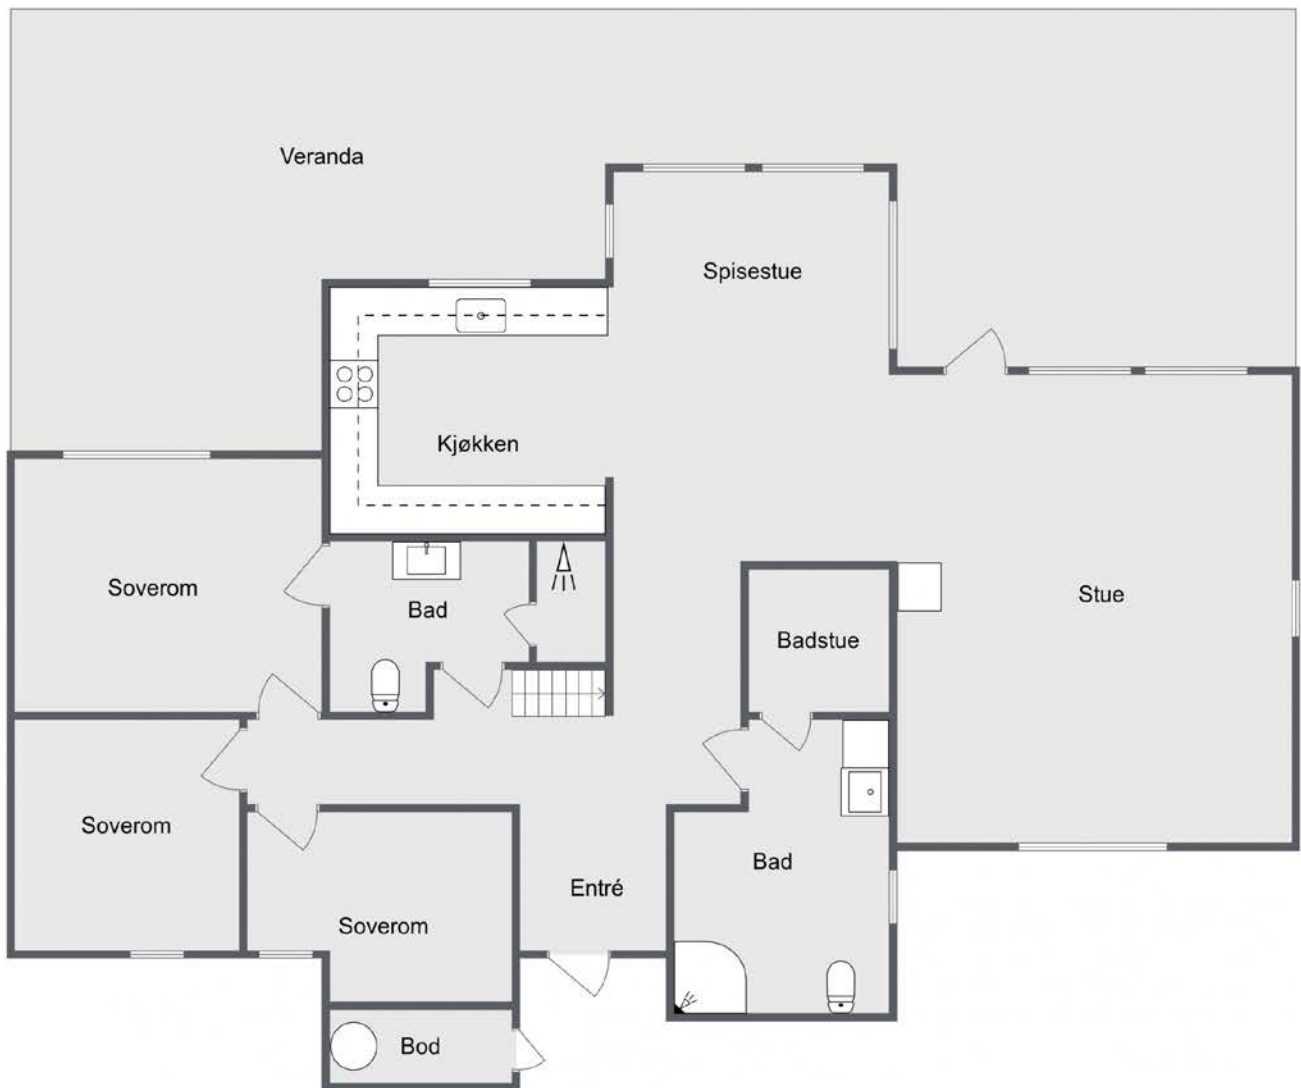 Veranda
Spisestue
Kjøkken
Soverom
Bad
Stue
Badstue
Soverom
Bad
Entré
Soverom
Bod